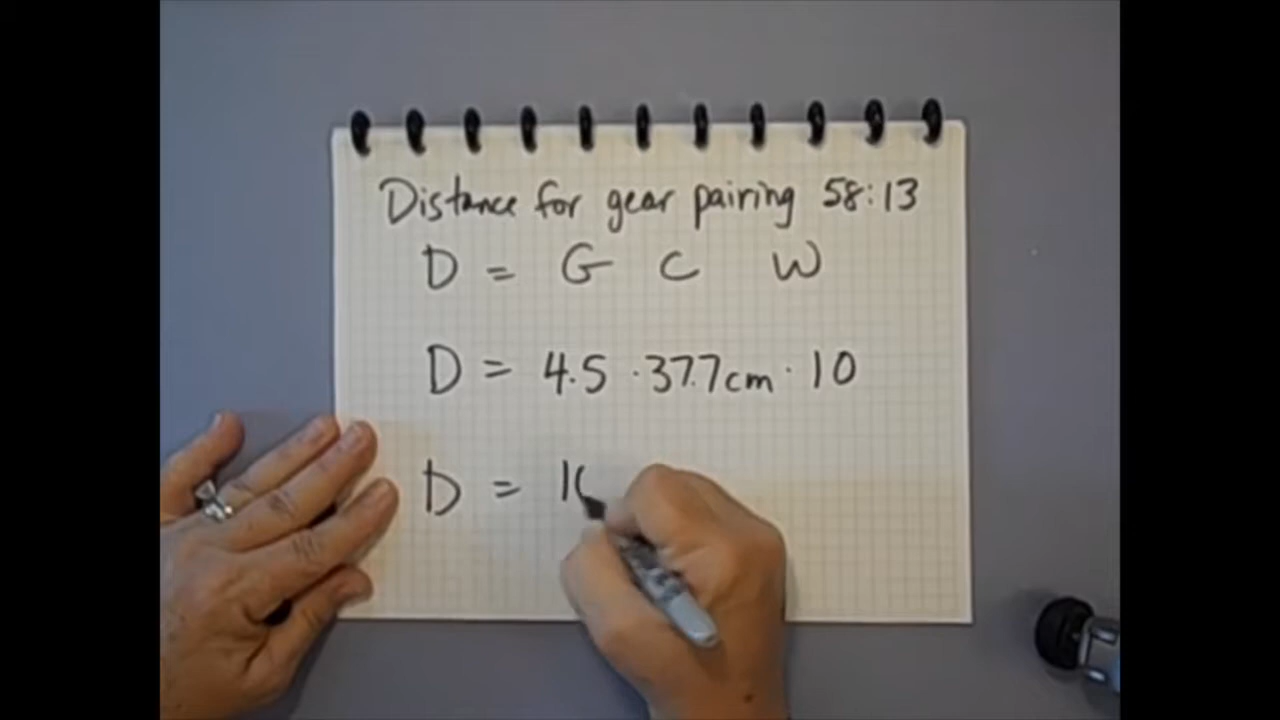 Distance for gear pairing 58:13
D = G C W
D = 4.5 · 37.7cm · 10
D = 1